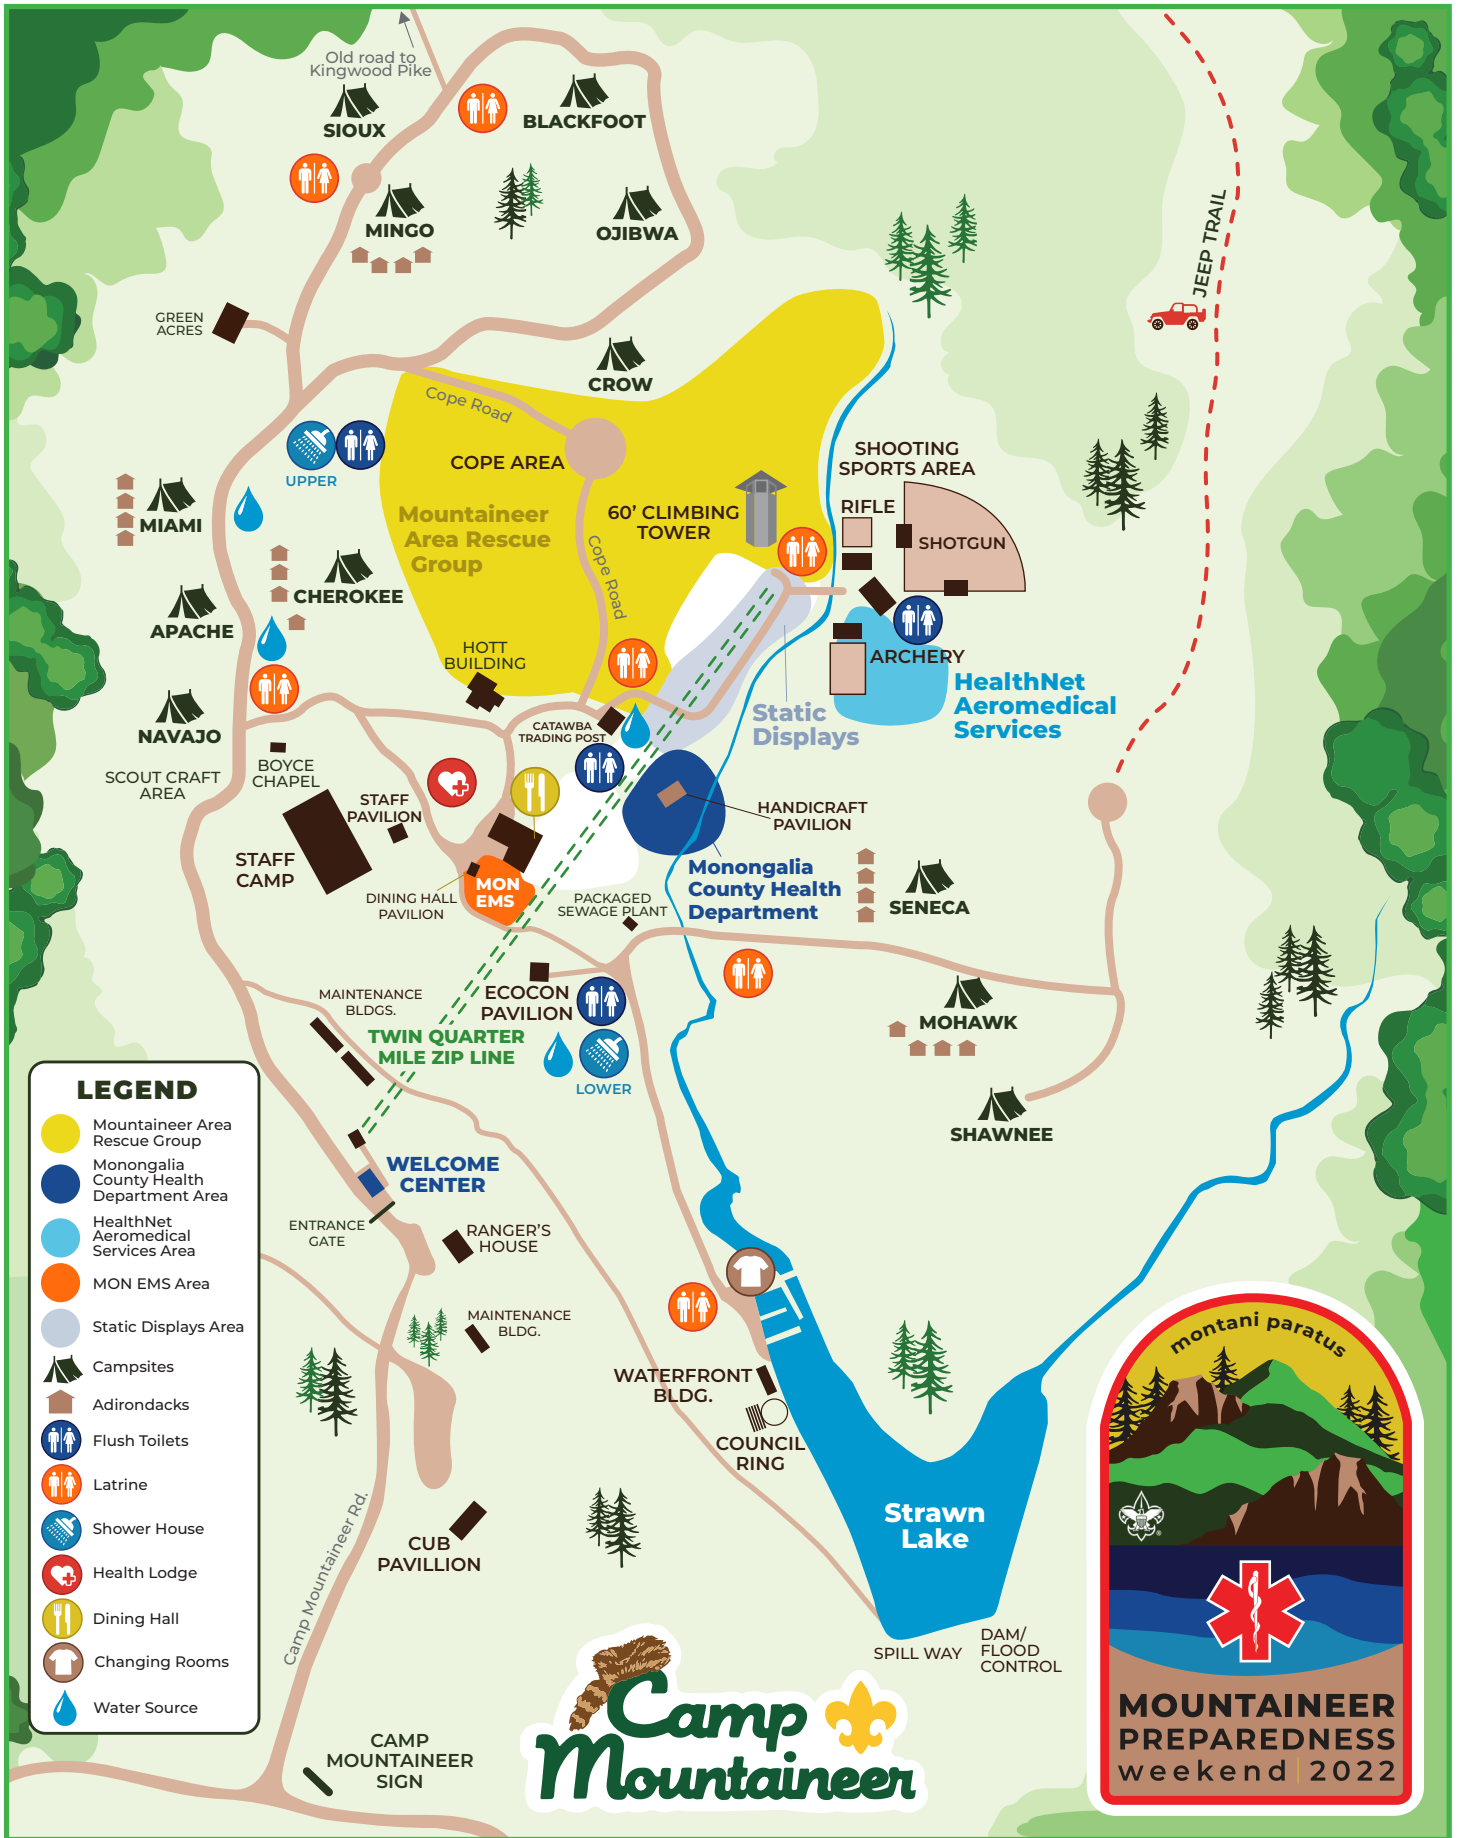 Old road to
Kingwood Pike
SIOUX
BLACKFOOT
MINGO
OJIBWA
JEEP TRAIL
GREEN
ACRES
CROW
Cope Road
UPPER
COPE AREA
SHOOTING
SPORTS AREA
RIFLE
SHOTGUN
60’ CLIMBING
TOWER
Mountaineer
Area Rescue
Group
MIAMI
Cope Road
CHEROKEE
APACHE
HOTT
BUILDING
ARCHERY
HealthNet
Aeromedical
Services
Static
Displays
NAVAJO
CATAWBA
TRADING POST
SCOUT CRAFT
AREA
BOYCE
CHAPEL
STAFF
PAVILION
HANDICRAFT
PAVILION
STAFF
CAMP
Monongalia
County Health
Department
MON
EMS
DINING HALL
PAVILION
PACKAGED
SEWAGE PLANT
SENECA
MAINTENANCE
BLDGS.
ECOCON
PAVILION
MOHAWK
TWIN QUARTER
MILE ZIP LINE
LOWER
SHAWNEE
WELCOME
CENTER
ENTRANCE
GATE
RANGER’S
HOUSE
MAINTENANCE
BLDG.
WATERFRONT
BLDG.
COUNCIL
RING
Strawn
Lake
CUB
PAVILLION
Camp Mountaineer Rd.
SPILL WAY
DAM/
FLOOD
CONTROL
CAMP
MOUNTAINEER
SIGN
LEGEND
Mountaineer Area
Rescue Group
Monongalia
County Health
Department Area
HealthNet
Aeromedical
Services Area
MON EMS Area
Static Displays Area
Campsites
Adirondacks
Flush Toilets
Latrine
Shower House
Health Lodge
Dining Hall
Changing Rooms
Water Source
Camp
Mountaineer
montani paratus
MOUNTAINEER
PREPAREDNESS
weekend | 2022